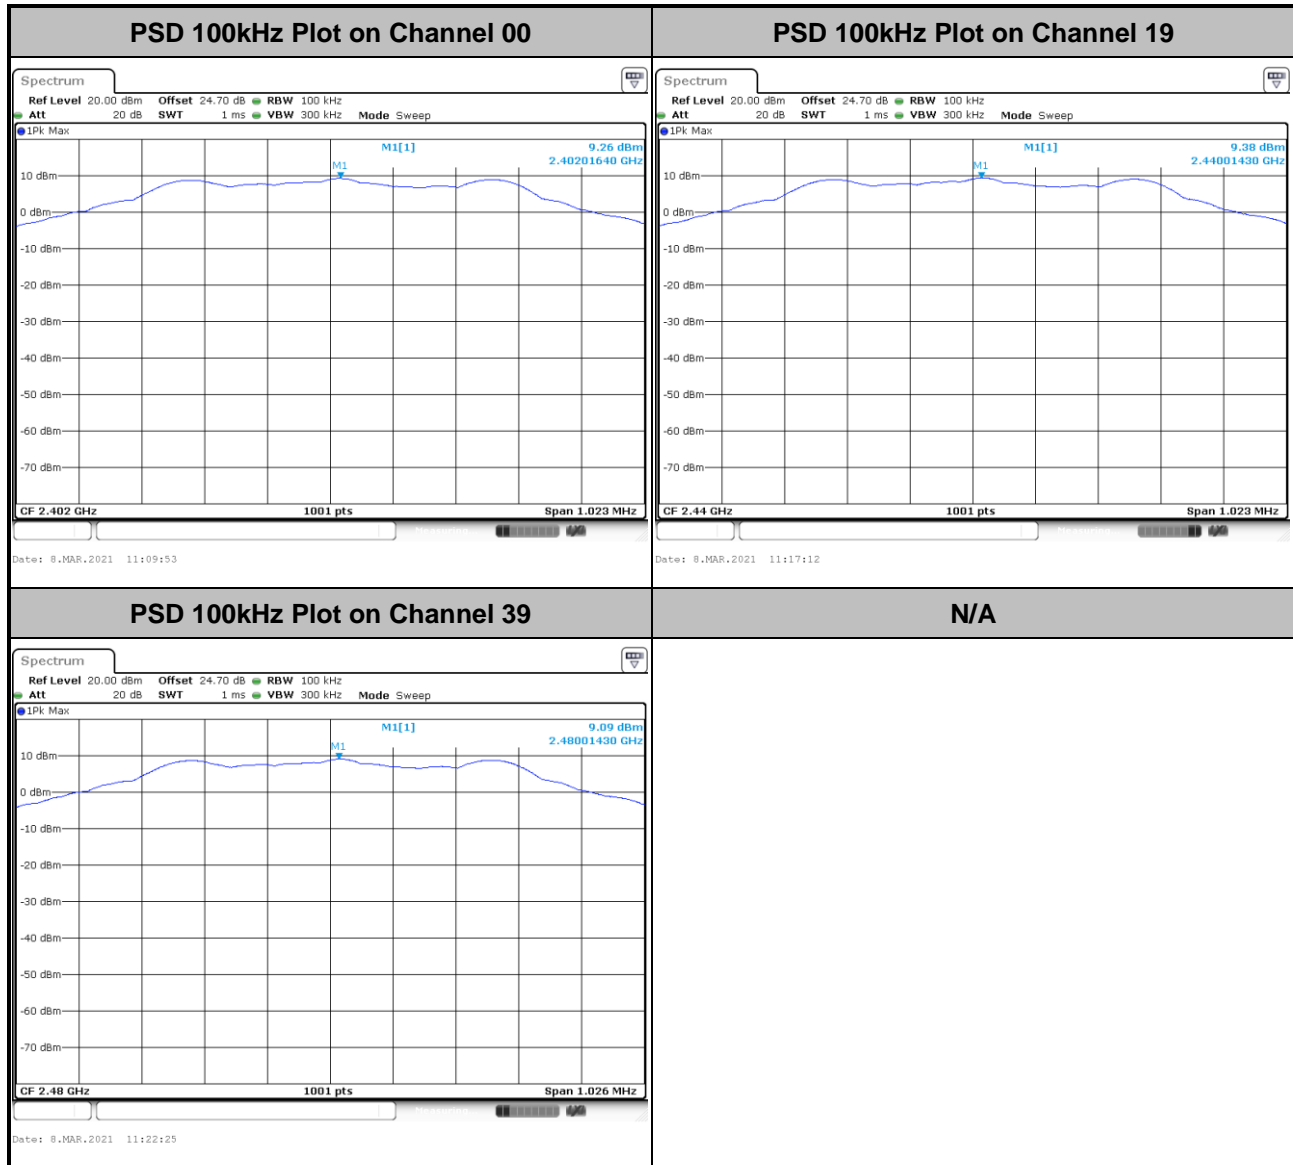 PSD 100kHz Plot on Channel 00
Spectrum
Ref Level 20.00 dBm Offset 24.70 dB RBW 100 kHz
Att 20 dB SWT 1 ms VBW 300 kHz Mode Sweep
1Pk Max
M1[1] 9.26 dBm
2.40201640 GHz
M1
10 dBm
0 dBm
-10 dBm
-20 dBm
-30 dBm
-40 dBm
-50 dBm
-60 dBm
-70 dBm
CF 2.402 GHz 1001 pts Span 1.023 MHz
Date: 8.MAR.2021 11:09:53
PSD 100kHz Plot on Channel 19
Spectrum
Ref Level 20.00 dBm Offset 24.70 dB RBW 100 kHz
Att 20 dB SWT 1 ms VBW 300 kHz Mode Sweep
1Pk Max
M1[1] 9.38 dBm
2.44001430 GHz
M1
10 dBm
0 dBm
-10 dBm
-20 dBm
-30 dBm
-40 dBm
-50 dBm
-60 dBm
-70 dBm
CF 2.44 GHz 1001 pts Span 1.023 MHz
Date: 8.MAR.2021 11:17:12
PSD 100kHz Plot on Channel 39
Spectrum
Ref Level 20.00 dBm Offset 24.70 dB RBW 100 kHz
Att 20 dB SWT 1 ms VBW 300 kHz Mode Sweep
1Pk Max
M1[1] 9.09 dBm
2.48001430 GHz
M1
10 dBm
0 dBm
-10 dBm
-20 dBm
-30 dBm
-40 dBm
-50 dBm
-60 dBm
-70 dBm
CF 2.48 GHz 1001 pts Span 1.026 MHz
Date: 8.MAR.2021 11:22:25
N/A